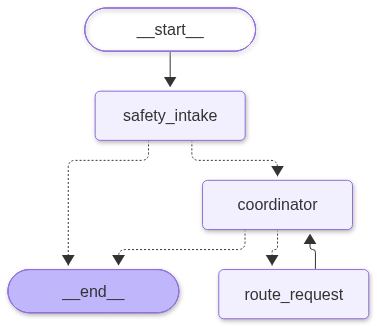 __start__
safety_intake
coordinator
__end__
route_request